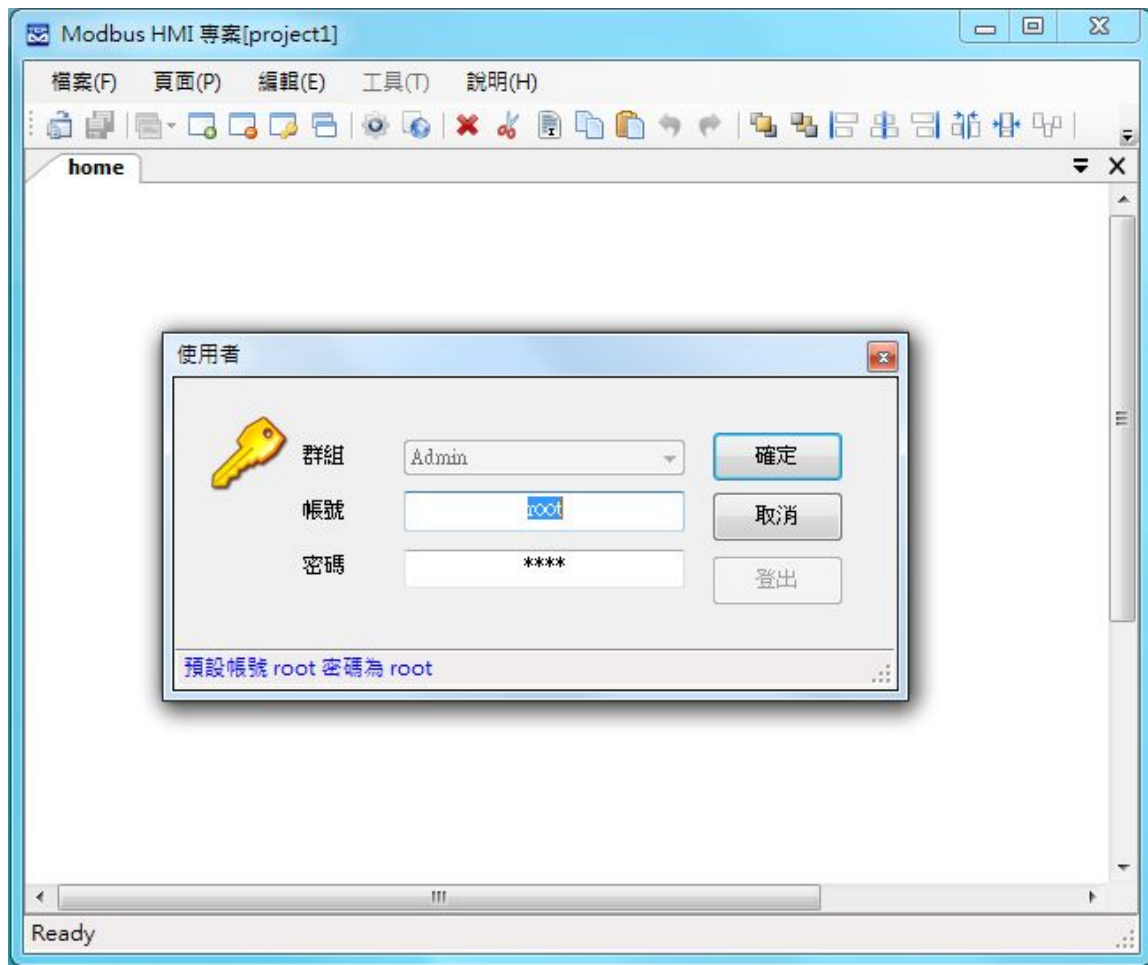 Modbus HMI 專案[project1]
檔案(F) 頁面(P) 編輯(E) 工具(T) 說明(H)
home
使用者
群組 Admin 確定
帳號 root 取消
密碼 **** 登出
預設帳號 root 密碼為 root
Ready